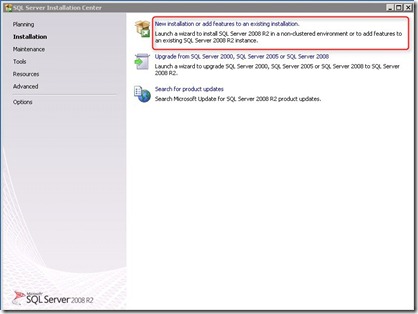 SQL Server Installation Center
Planning
Installation
Maintenance
Tools
Resources
Advanced
Options
New installation or add features to an existing installation.
Launch a wizard to install SQL Server 2008 R2 in a non-clustered environment or to add features to
an existing SQL Server 2008 R2 instance.
Upgrade from SQL Server 2000, SQL Server 2005 or SQL Server 2008
Launch a wizard to upgrade SQL Server 2000, SQL Server 2005 or SQL Server 2008 to SQL Server
2008 R2.
Search for product updates
Search Microsoft Update for SQL Server 2008 R2 product updates.
Microsoft
SQL Server 2008 R2